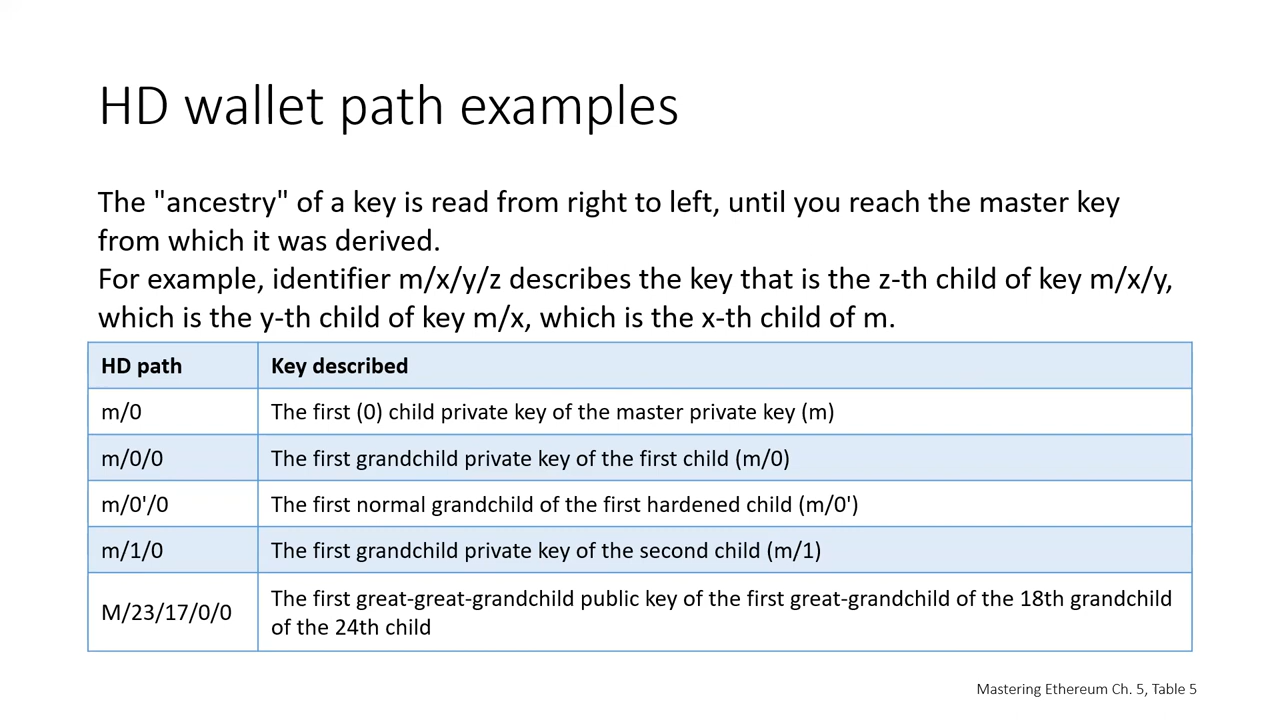 HD wallet path examples
The "ancestry" of a key is read from right to left, until you reach the master key
from which it was derived.
For example, identifier m/x/y/z describes the key that is the z-th child of key m/x/y,
which is the y-th child of key m/x, which is the x-th child of m.
HD path Key described
m/0 The first (0) child private key of the master private key (m)
m/0/0 The first grandchild private key of the first child (m/0)
m/0'/0 The first normal grandchild of the first hardened child (m/0')
m/1/0 The first grandchild private key of the second child (m/1)
M/23/17/0/0 The first great-great-grandchild public key of the first great-grandchild of the 18th grandchild
of the 24th child
Mastering Ethereum Ch. 5, Table 5